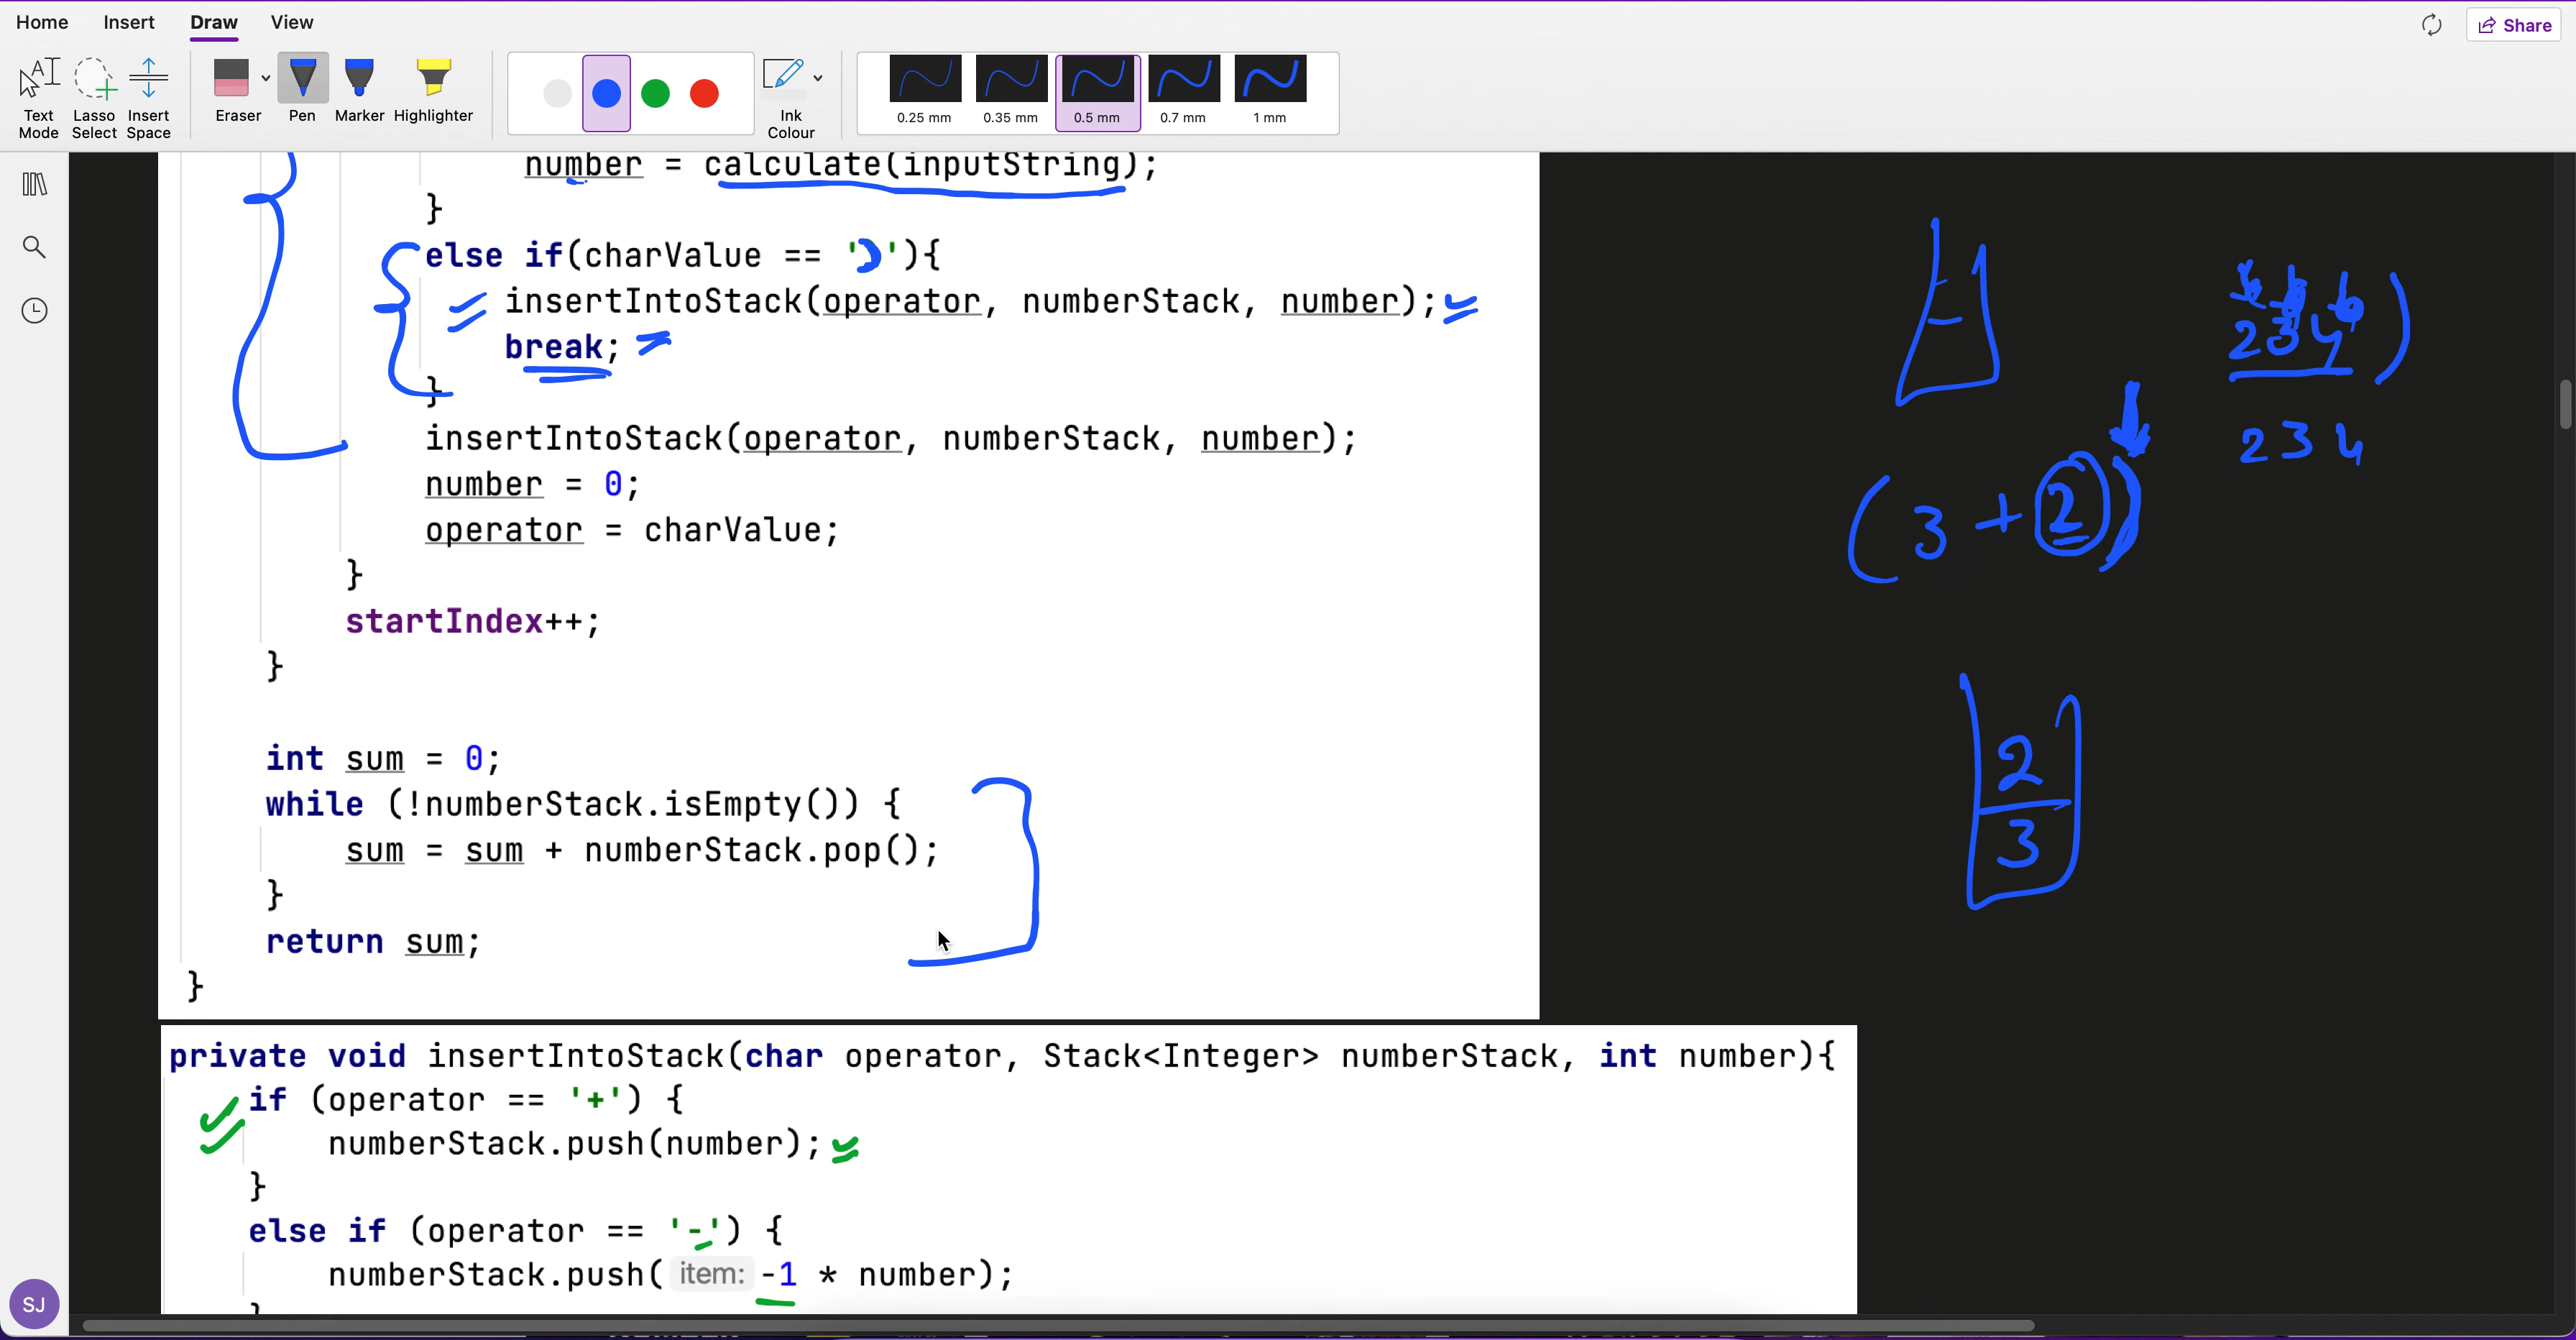 Home Insert Draw View
Share
Text Mode
Lasso Select
Insert Space
Eraser
Pen
Marker
Highlighter
Ink Colour
0.25 mm
0.35 mm
0.5 mm
0.7 mm
1 mm
number = calculate(inputString);
}
else if(charValue == ')'){
insertIntoStack(operator, numberStack, number);
break;
}
insertIntoStack(operator, numberStack, number);
number = 0;
operator = charValue;
}
startIndex++;
}
int sum = 0;
while (!numberStack.isEmpty()) {
sum = sum + numberStack.pop();
}
return sum;
}
234)
234
(3+2)
2
3
private void insertIntoStack(char operator, Stack<Integer> numberStack, int number){
if (operator == '+') {
numberStack.push(number);
}
else if (operator == '-') {
numberStack.push( item: -1 * number);
}
SJ